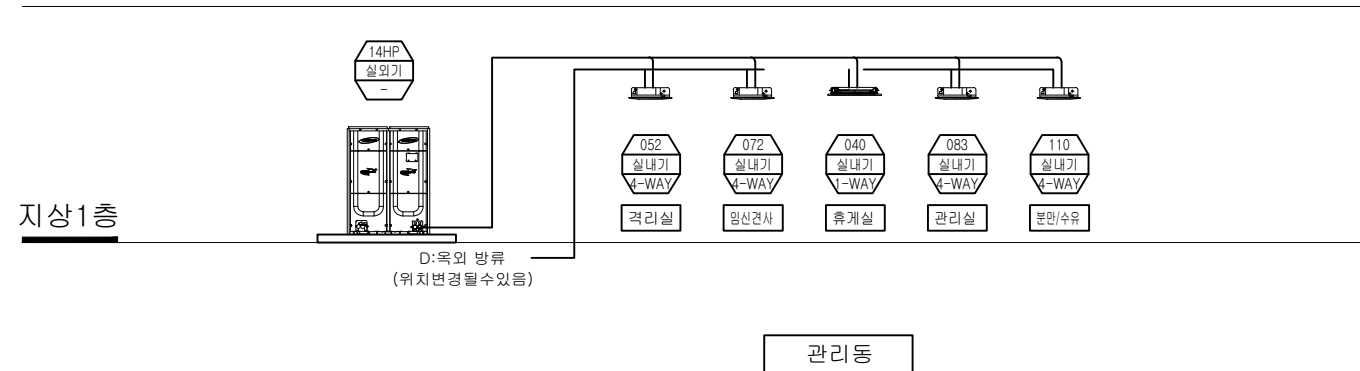 14HP
실외기
-
052
실내기
4-WAY
072
실내기
4-WAY
040
실내기
1-WAY
083
실내기
4-WAY
110
실내기
4-WAY
격리실
임신견사
휴게실
관리실
분만/수유
지상1층
D:옥외 방류
(위치변경될수있음)
관리동